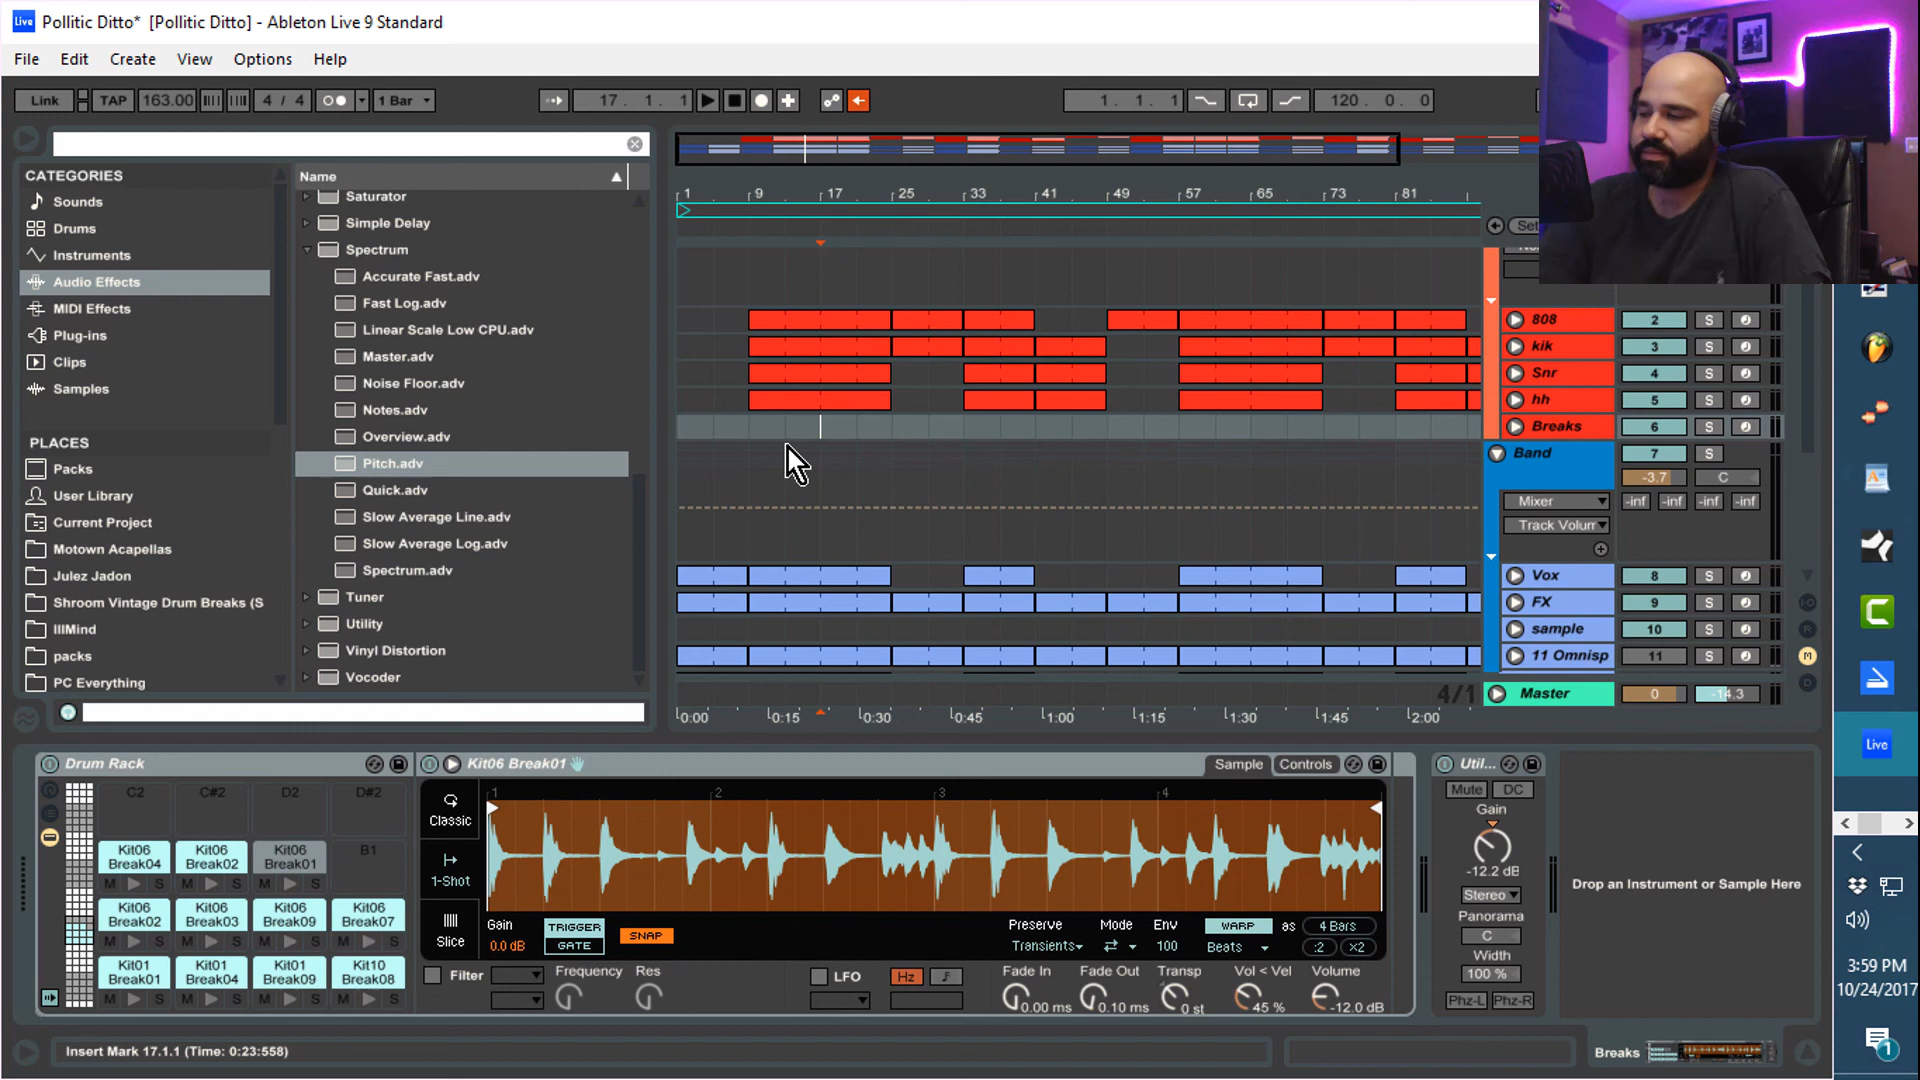 Live Pollitic Ditto* [Pollitic Ditto] - Ableton Live 9 Standard
File Edit Create View Options Help
Link TAP 163.00 4 / 4 1 Bar 17. 1. 1 1. 1. 1 120. 0. 0
CATEGORIES
Sounds
Drums
Instruments
Audio Effects
MIDI Effects
Plug-ins
Clips
Samples
PLACES
Packs
User Library
Current Project
Motown Acapellas
Julez Jadon
Shroom Vintage Drum Breaks (S
IllMind
packs
PC Everything
Name
Saturator
Simple Delay
Spectrum
Accurate Fast.adv
Fast Log.adv
Linear Scale Low CPU.adv
Master.adv
Noise Floor.adv
Notes.adv
Overview.adv
Pitch.adv
Quick.adv
Slow Average Line.adv
Slow Average Log.adv
Spectrum.adv
Tuner
Utility
Vinyl Distortion
Vocoder
1 9 17 25 33 41 49 57 65 73 81
Set
808 2 S
kik 3 S
Snr 4 S
hh 5 S
Breaks 6 S
Band 7 S
-3.7 C
Mixer -inf -inf -inf -inf
Track Volum
Vox 8 S
FX 9 S
sample 10 S
11 Omnisp 11 S
4/1 Master 0 -14.3
0:00 0:15 0:30 0:45 1:00 1:15 1:30 1:45 2:00
R
M
D
Live
Drum Rack
C2 C#2 D2 D#2
Kit06 Break04 Kit06 Break02 Kit06 Break01 B1
M S M S M S
Kit06 Break02 Kit06 Break03 Kit06 Break09 Kit06 Break07
M S M S M S M S
Kit01 Break01 Kit01 Break04 Kit01 Break09 Kit10 Break08
M S M S M S M S
Kit06 Break01 Sample Controls
Classic
1-Shot
Slice
1 2 3 4
Gain
0.0 dB
TRIGGER
GATE
SNAP
Preserve Mode Env WARP as 4 Bars
Transients 100 Beats :2 ×2
Filter Frequency Res LFO Hz
Fade In Fade Out Transp Vol < Vel Volume
0.00 ms 0.10 ms 0 st 45 % -12.0 dB
Util...
Mute DC
Gain
-12.2 dB
Stereo
Panorama
C
Width
100 %
Phz-L Phz-R
Drop an Instrument or Sample Here
3:59 PM
10/24/2017
1
Insert Mark 17.1.1 (Time: 0:23:558)
Breaks